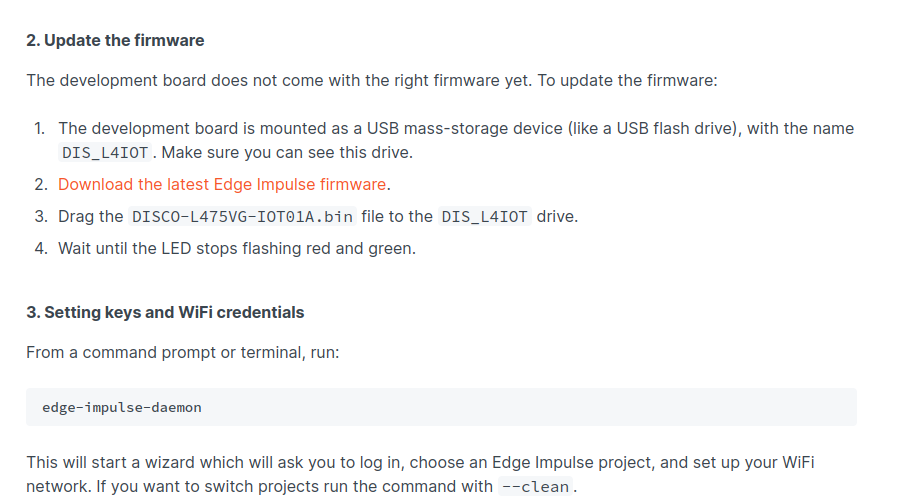 2. Update the firmware
The development board does not come with the right firmware yet. To update the firmware:
1. The development board is mounted as a USB mass-storage device (like a USB flash drive), with the name
DIS_L4IOT. Make sure you can see this drive.
2. Download the latest Edge Impulse firmware.
3. Drag the DISCO-L475VG-IOT01A.bin file to the DIS_L4IOT drive.
4. Wait until the LED stops flashing red and green.
3. Setting keys and WiFi credentials
From a command prompt or terminal, run:
edge-impulse-daemon
This will start a wizard which will ask you to log in, choose an Edge Impulse project, and set up your WiFi
network. If you want to switch projects run the command with --clean.